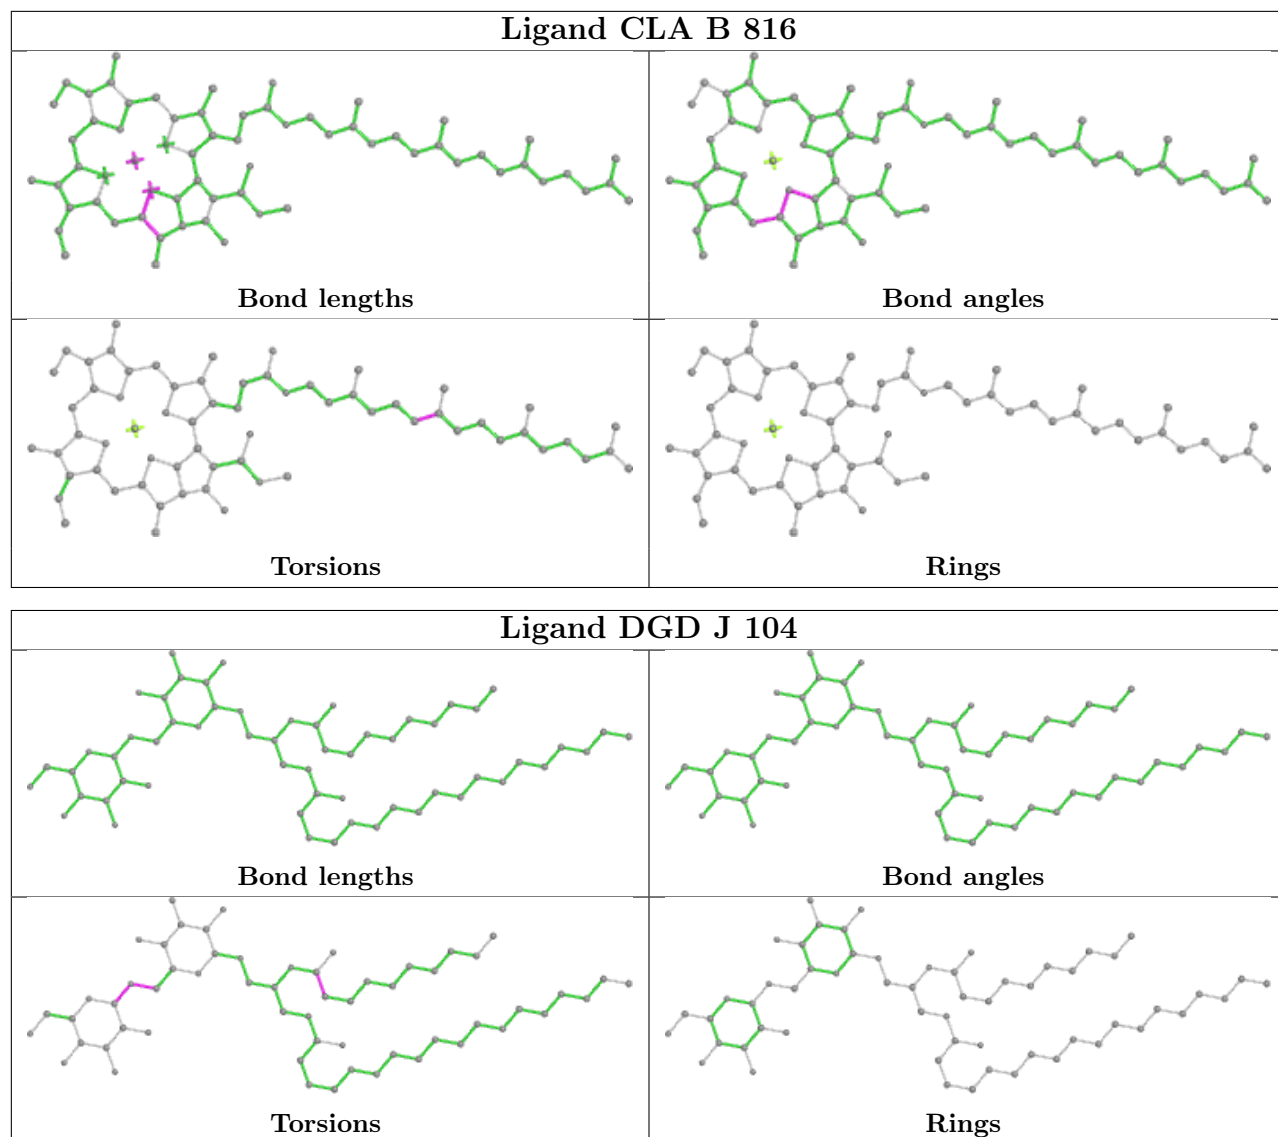 Ligand CLA B 816
Bond lengths
Bond angles
Torsions
Rings
Ligand DGD J 104
Bond lengths
Bond angles
Torsions
Rings